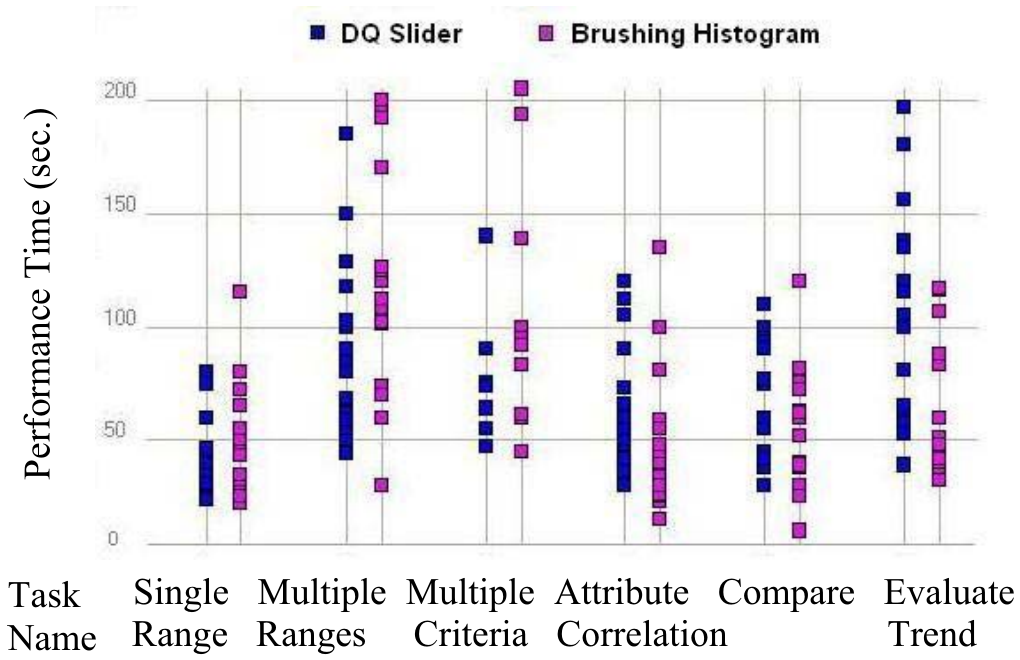 DQ Slider Brushing Histogram
Performance Time (sec.)
200
150
100
50
0
Task Name
Single Range
Multiple Ranges
Multiple Criteria
Attribute Correlation
Compare
Evaluate Trend